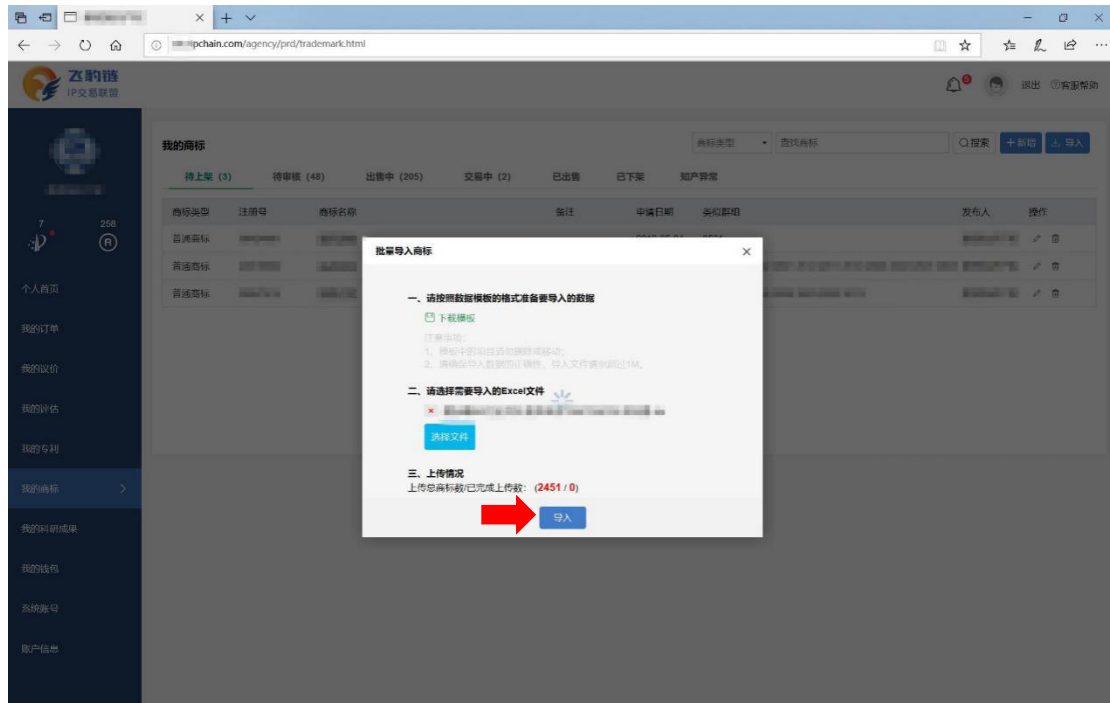 pchain.com/agency/prd/trademark.html
飞豹链
IP交易联盟
退出 客服帮助
我的商标
商标类型 查找商标 搜索 +新增 导入
待上架 (3) 待审核 (48) 出售中 (205) 交易中 (2) 已出售 已下架 知产异常
商标类型 注册号 商标名称 备注 申请日期 类似群组 发布人 操作
普通商标
普通商标
普通商标
7 258
个人首页
我的订单
我的议价
我的评估
我的专利
我的商标
我的科研成果
我的钱包
系统账号
账户信息
批量导入商标
一、请按照数据模板的格式准备要导入的数据
下载模板
注意事项：
二、请选择需要导入的Excel文件
选择文件
三、上传情况
上传总商标数/已完成上传数： (2451 / 0)
导入